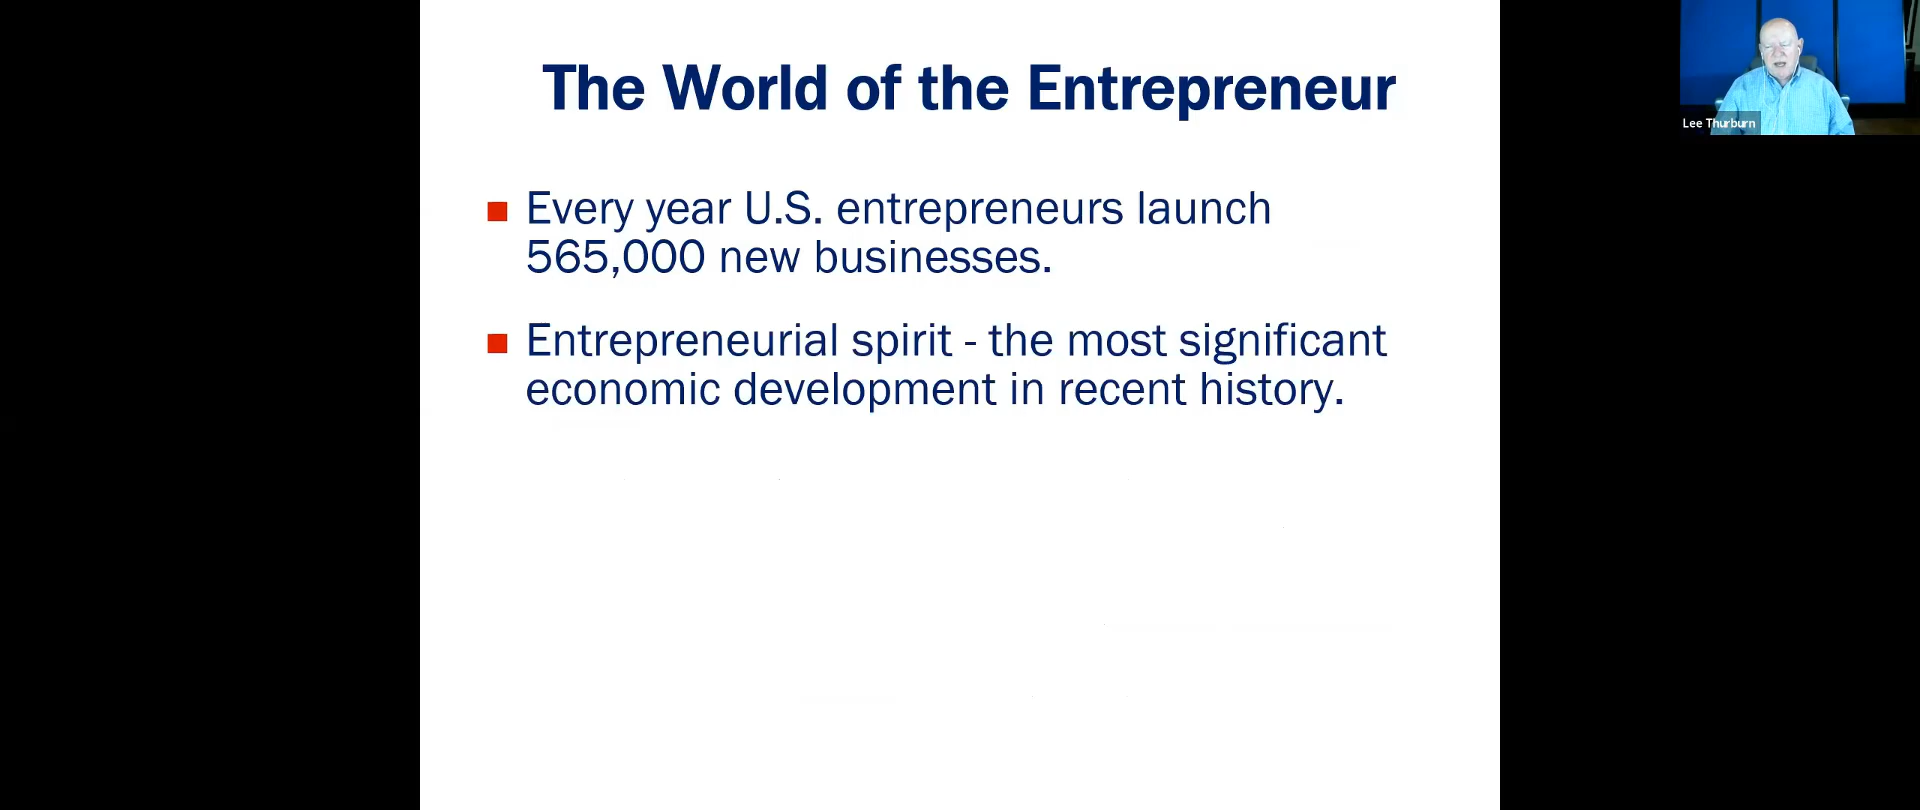 The World of the Entrepreneur
Every year U.S. entrepreneurs launch
565,000 new businesses.
Entrepreneurial spirit - the most significant
economic development in recent history.
Lee Thurburn